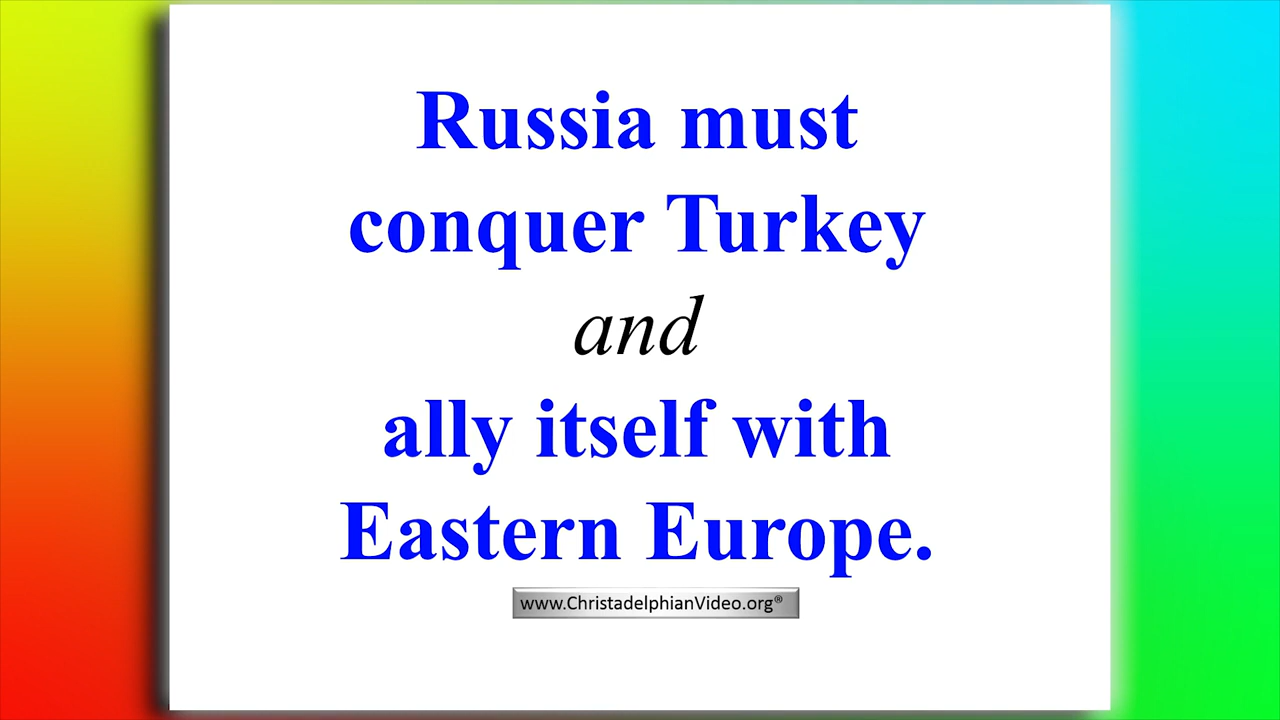 Russia must
conquer Turkey
and
ally itself with
Eastern Europe.
www.ChristadelphianVideo.org®